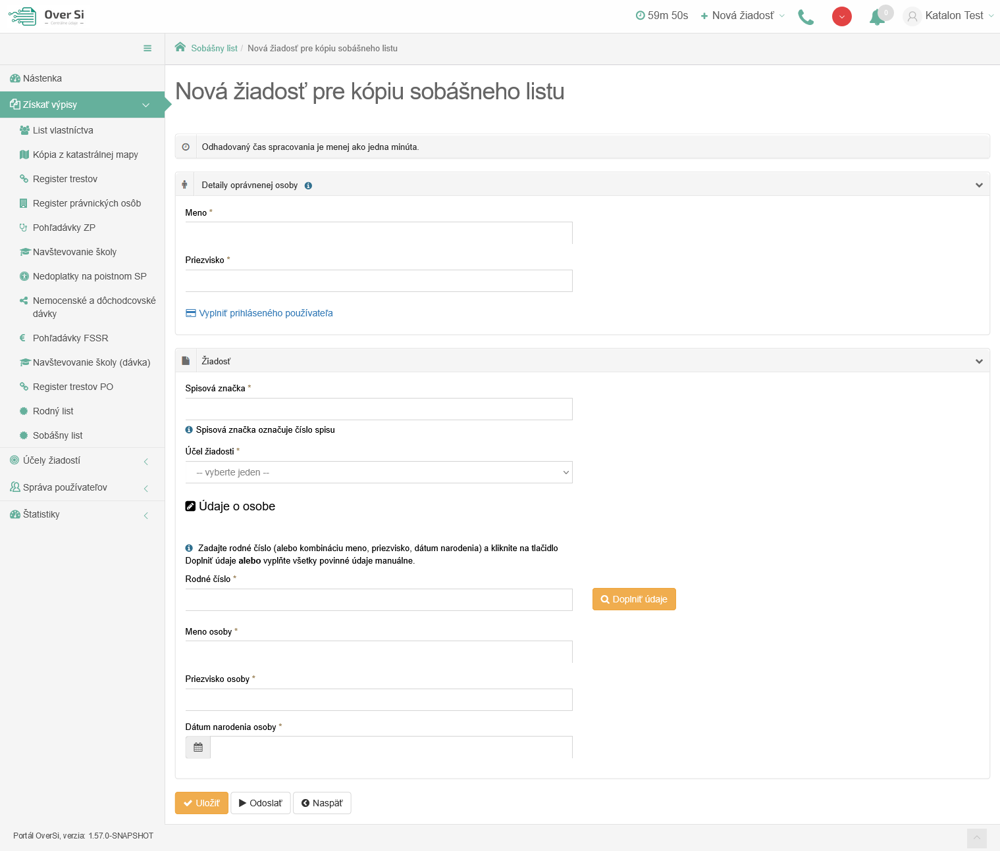 Over Si
Centrálne údaje
59m 50s
Nová žiadosť
0
Katalon Test
Sobášny list / Nová žiadosť pre kópiu sobášneho listu
Nástenka
Získať výpisy
List vlastníctva
Kópia z katastrálnej mapy
Register trestov
Register právnických osôb
Pohľadávky ZP
Navštevovanie školy
Nedoplatky na poistnom SP
Nemocenské a dôchodcovské
dávky
Pohľadávky FSSR
Navštevovanie školy (dávka)
Register trestov PO
Rodný list
Sobášny list
Účely žiadostí
Správa používateľov
Štatistiky
Nová žiadosť pre kópiu sobášneho listu
Odhadovaný čas spracovania je menej ako jedna minúta.
Detaily oprávnenej osoby
Meno *
Priezvisko *
Vyplniť prihláseného používateľa
Žiadosť
Spisová značka *
Spisová značka označuje číslo spisu
Účel žiadosti *
-- vyberte jeden --
Údaje o osobe
Zadajte rodné číslo (alebo kombináciu meno, priezvisko, dátum narodenia) a kliknite na tlačidlo
Doplniť údaje alebo vyplňte všetky povinné údaje manuálne.
Rodné číslo *
Doplniť údaje
Meno osoby *
Priezvisko osoby *
Dátum narodenia osoby *
Uložiť
Odoslať
Naspäť
Portál OverSi, verzia: 1.57.0-SNAPSHOT